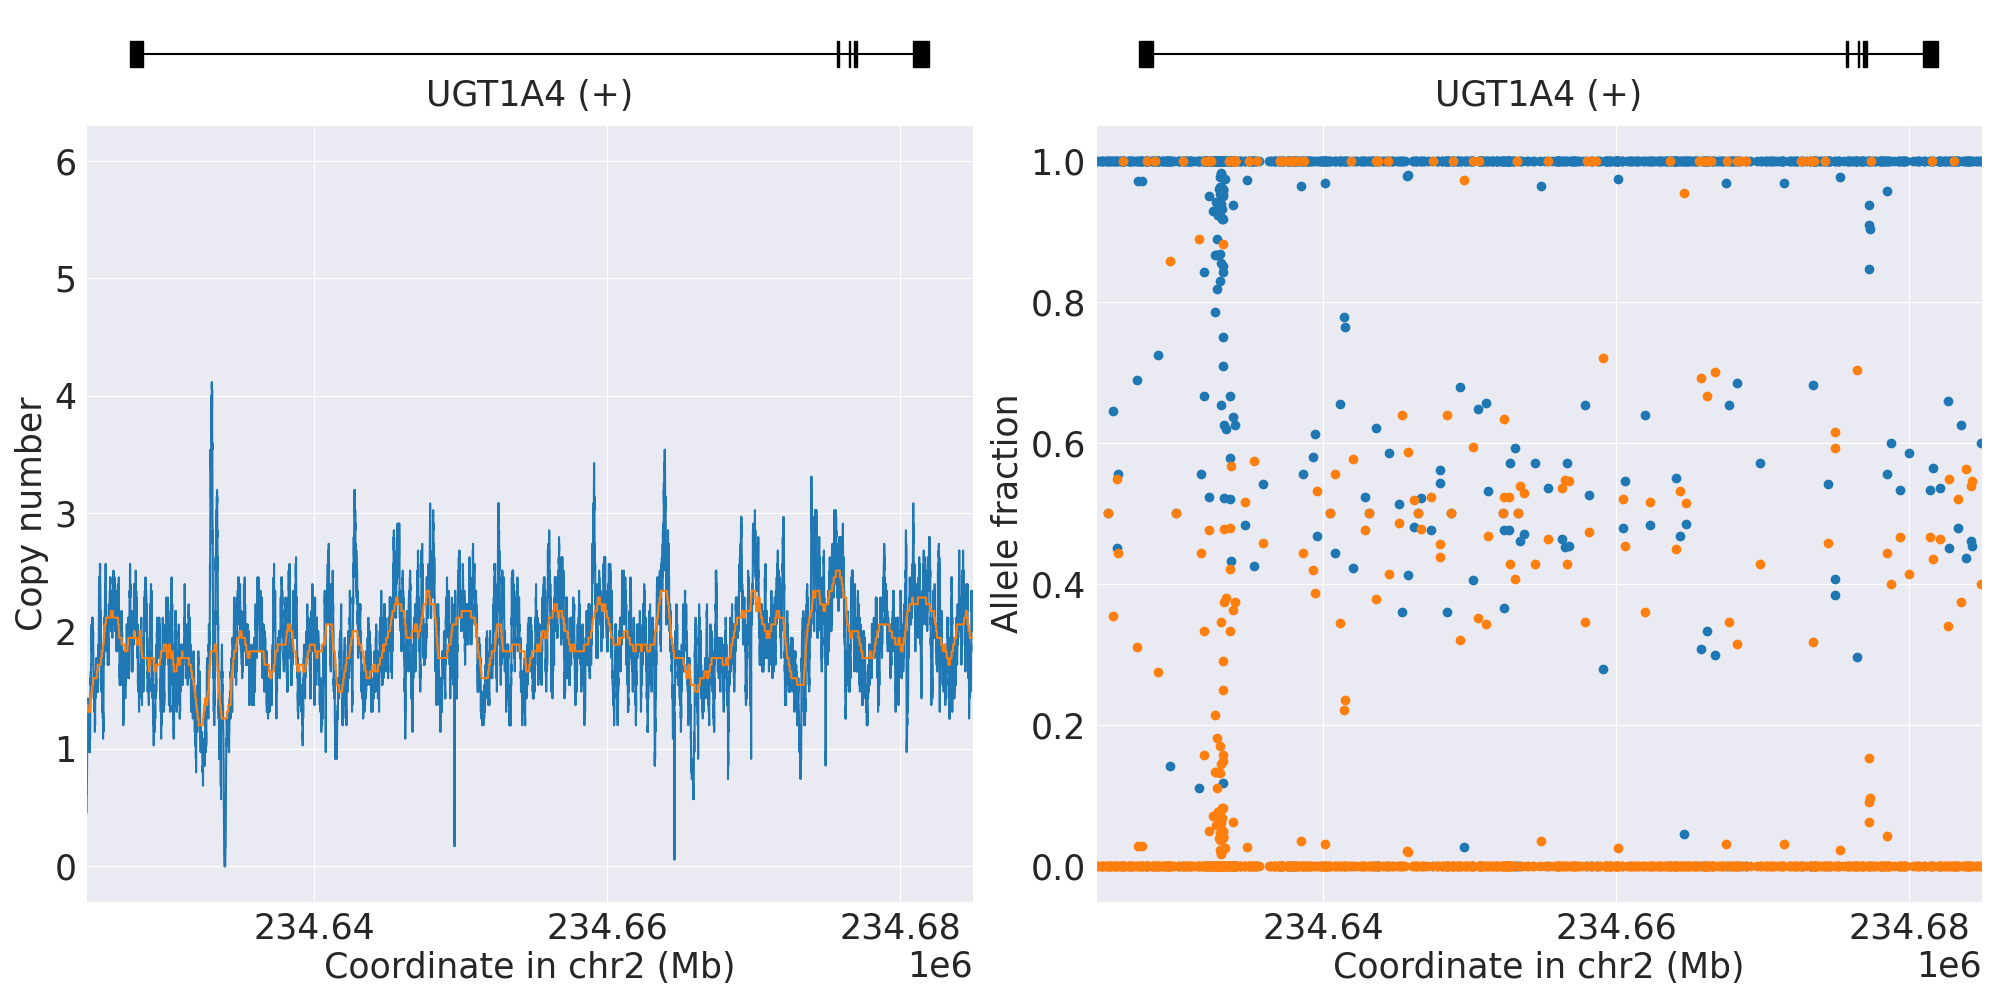 UGT1A4 (+)
6
5
4
3
2
1
0
Copy number
234.64
234.66
234.68
1e6
Coordinate in chr2 (Mb)
UGT1A4 (+)
1.0
0.8
0.6
0.4
0.2
0.0
Allele fraction
234.64
234.66
234.68
1e6
Coordinate in chr2 (Mb)